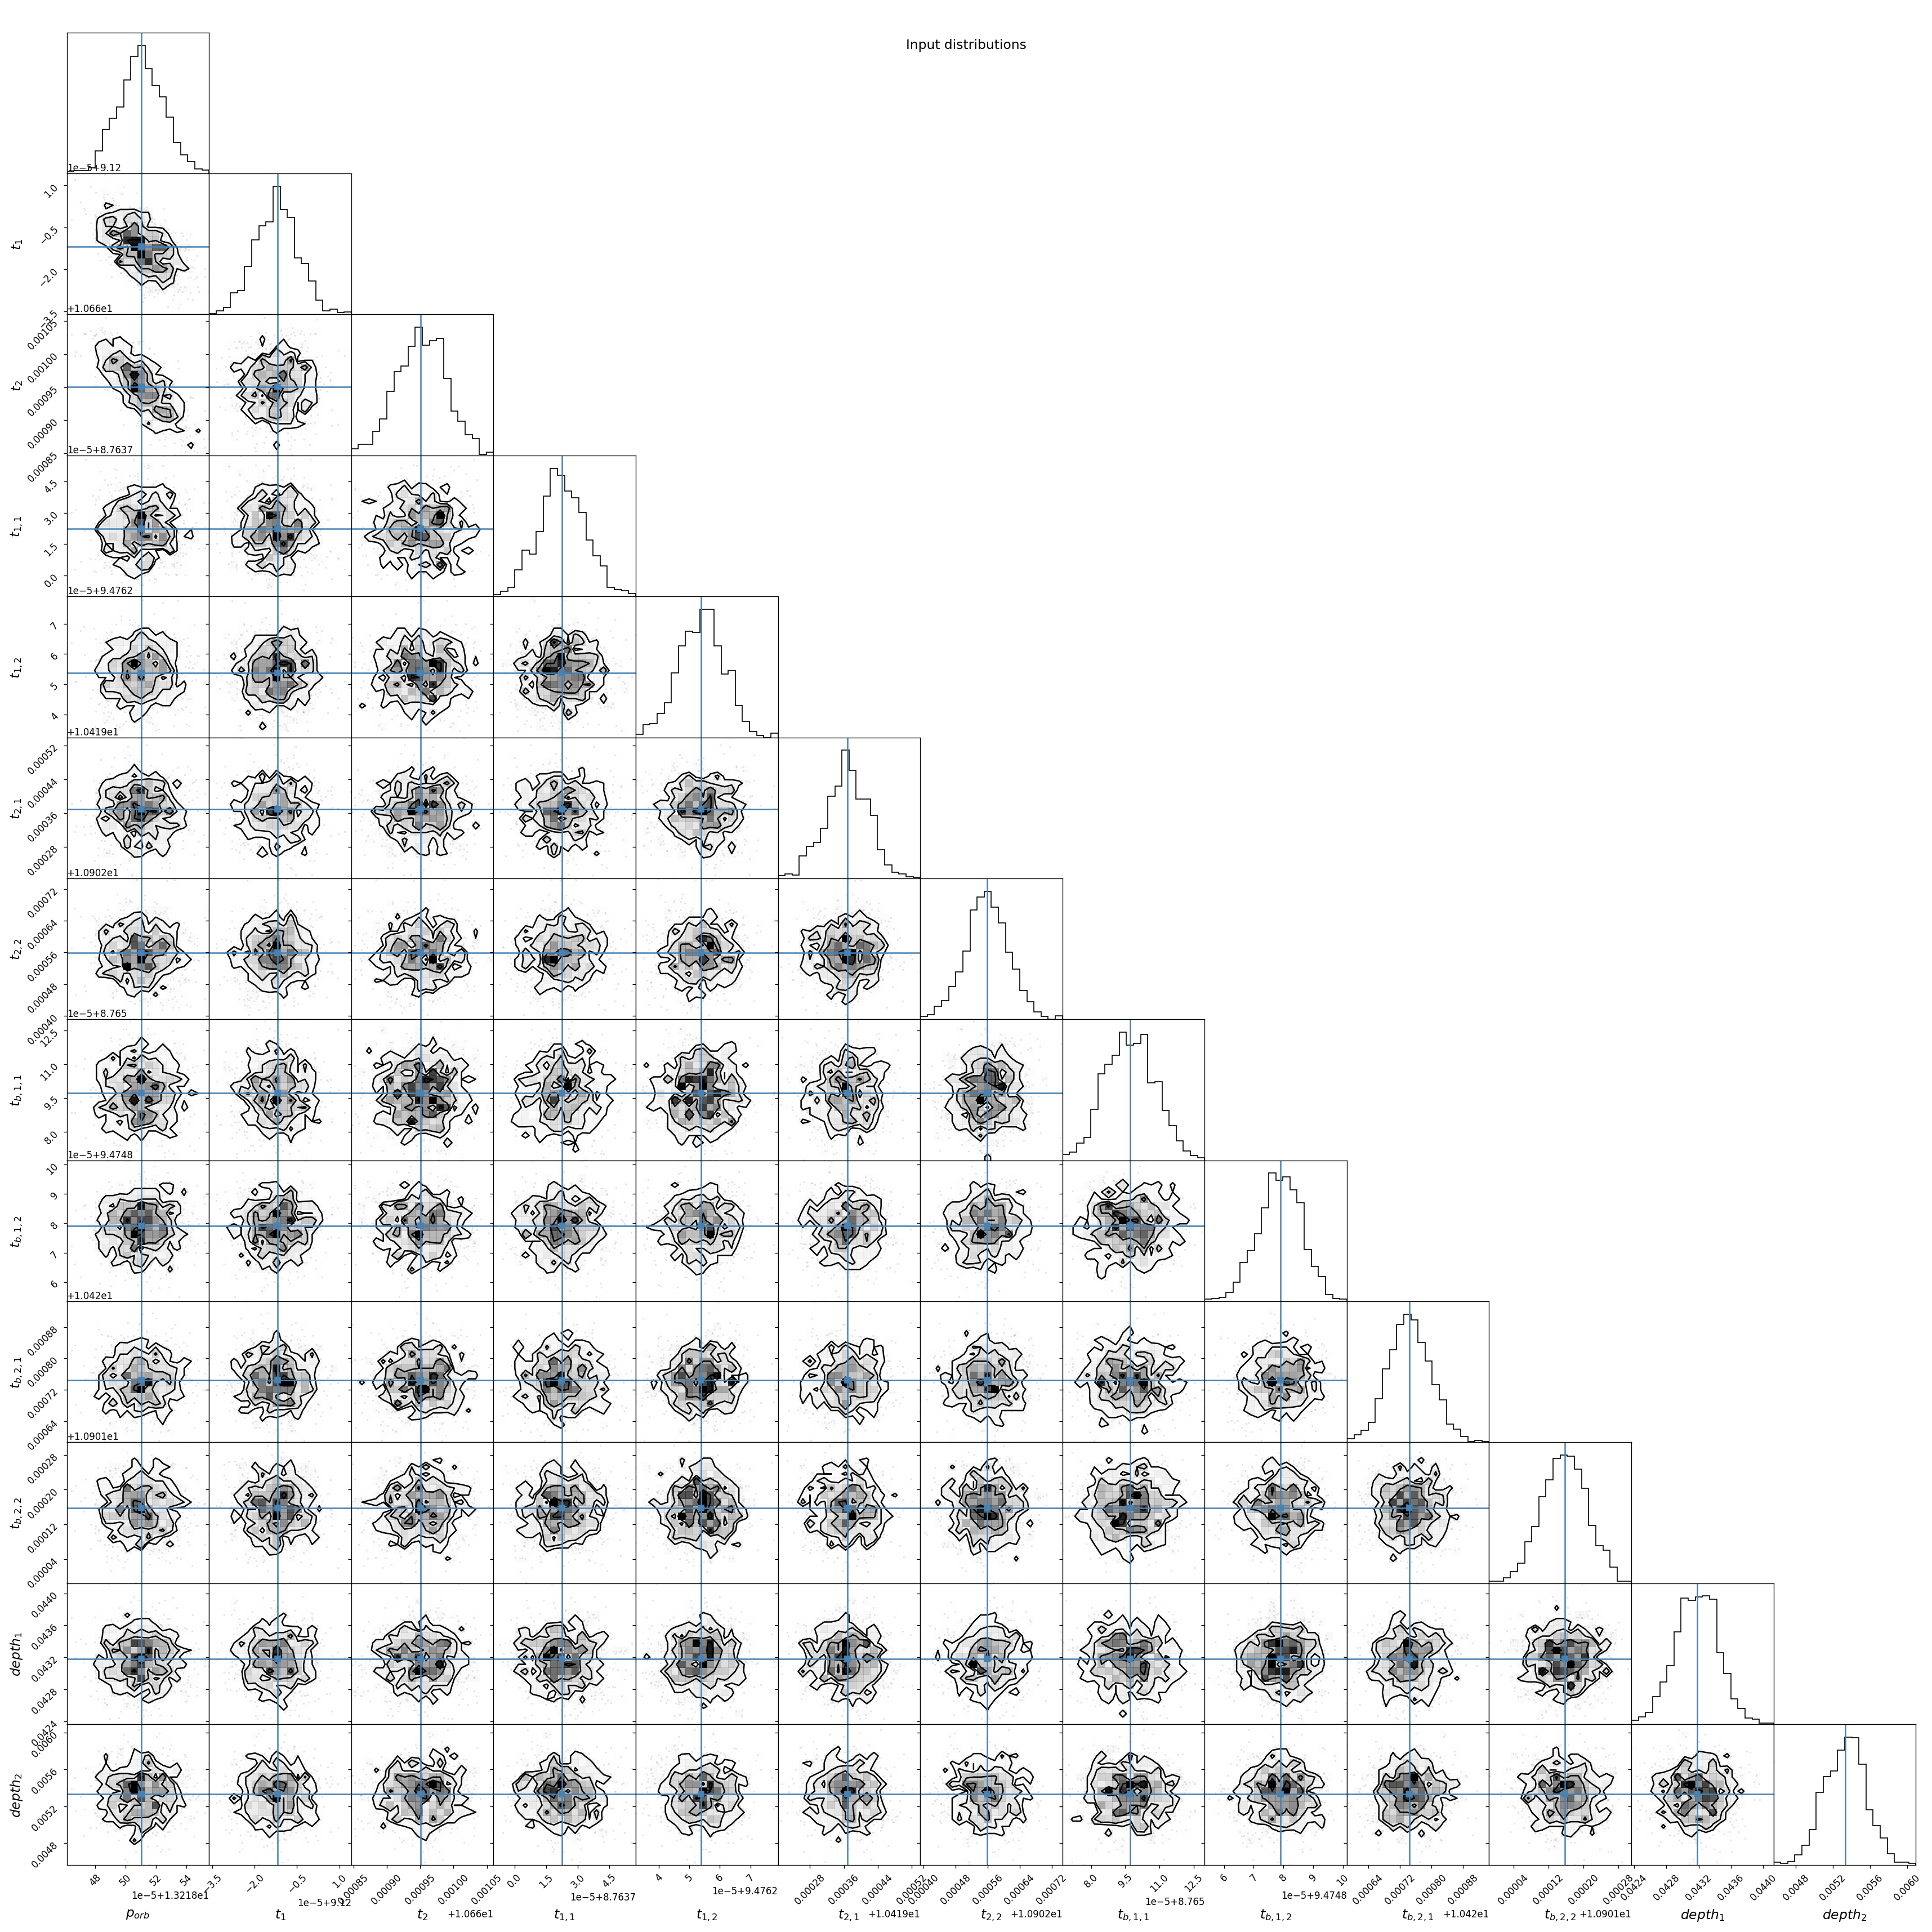 Input distributions
1e−5+9.12
t1
1.0
−0.5
−2.0
−3.5
+1.066e1
t2
0.00105
0.00100
0.00095
0.00090
0.00085
1e−5+8.7637
t1,1
4.5
3.0
1.5
0.0
1e−5+9.4762
t1,2
7
6
5
4
+1.0419e1
t2,1
0.00052
0.00044
0.00036
0.00028
+1.0902e1
t2,2
0.00072
0.00064
0.00056
0.00048
0.00040
1e−5+8.765
tb,1,1
12.5
11.0
9.5
8.0
1e−5+9.4748
tb,1,2
10
9
8
7
6
+1.042e1
tb,2,1
0.00088
0.00080
0.00072
0.00064
+1.0901e1
tb,2,2
0.00028
0.00020
0.00012
0.00004
depth1
0.0440
0.0436
0.0432
0.0428
0.0424
depth2
0.0060
0.0056
0.0052
0.0048
48 50 52 54
1e−5+1.3218e1
porb
−3.5 −2.0 −0.5 1.0
1e−5+9.12
t1
0.00085 0.00090 0.00095 0.00100 0.00105
t2 +1.066e1
0.0 1.5 3.0 4.5
1e−5+8.7637
t1,1
4 5 6 7
1e−5+9.4762
t1,2
0.00028 0.00036 0.00044 0.00052
t2,1 +1.0419e1
0.00040 0.00048 0.00056 0.00064 0.00072
t2,2 +1.0902e1
8.0 9.5 11.0 12.5
1e−5+8.765
tb,1,1
6 7 8 9 10
1e−5+9.4748
tb,1,2
0.00064 0.00072 0.00080 0.00088
tb,2,1 +1.042e1
0.00004 0.00012 0.00020 0.00028
tb,2,2 +1.0901e1
0.0424 0.0428 0.0432 0.0436 0.0440
depth1
0.0048 0.0052 0.0056 0.0060
depth2